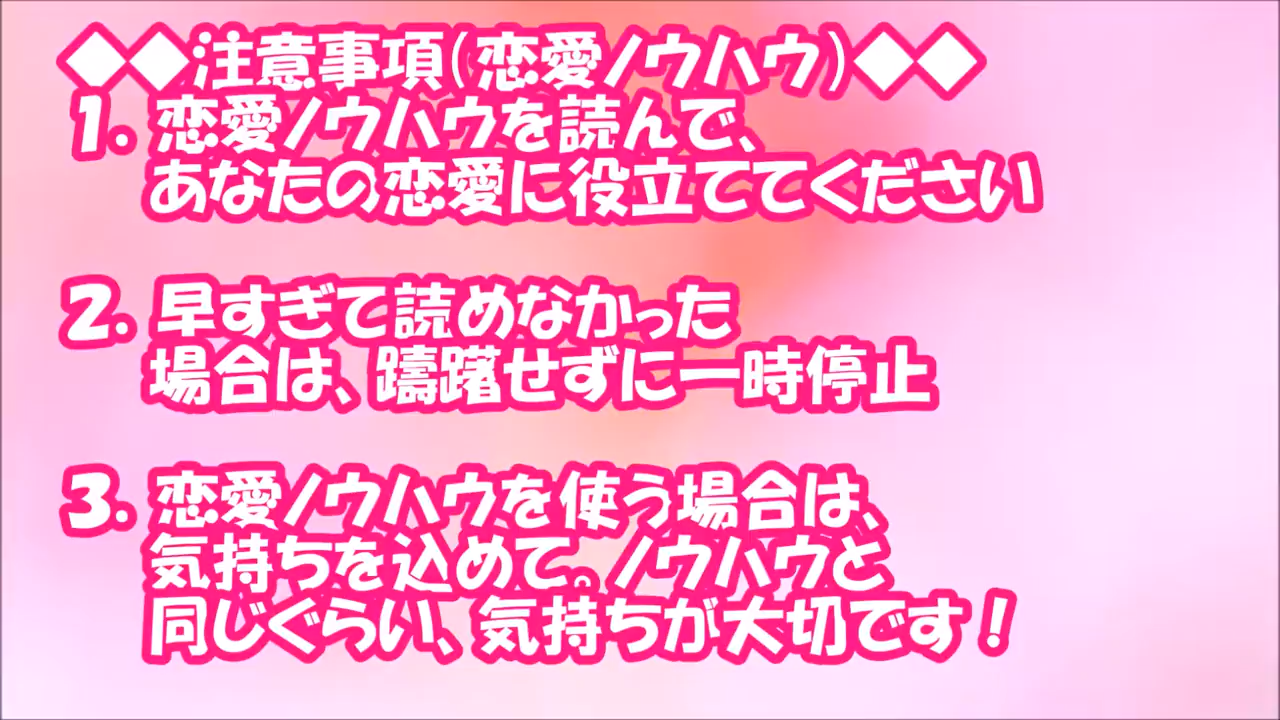 ◆◆注意事項(恋愛ノウハウ)◆◆
1. 恋愛ノウハウを読んで、
あなたの恋愛に役立ててください
2. 早すぎて読めなかった
場合は、躊躇せずに一時停止
3. 恋愛ノウハウを使う場合は、
気持ちを込めて。ノウハウと
同じぐらい、気持ちが大切です！